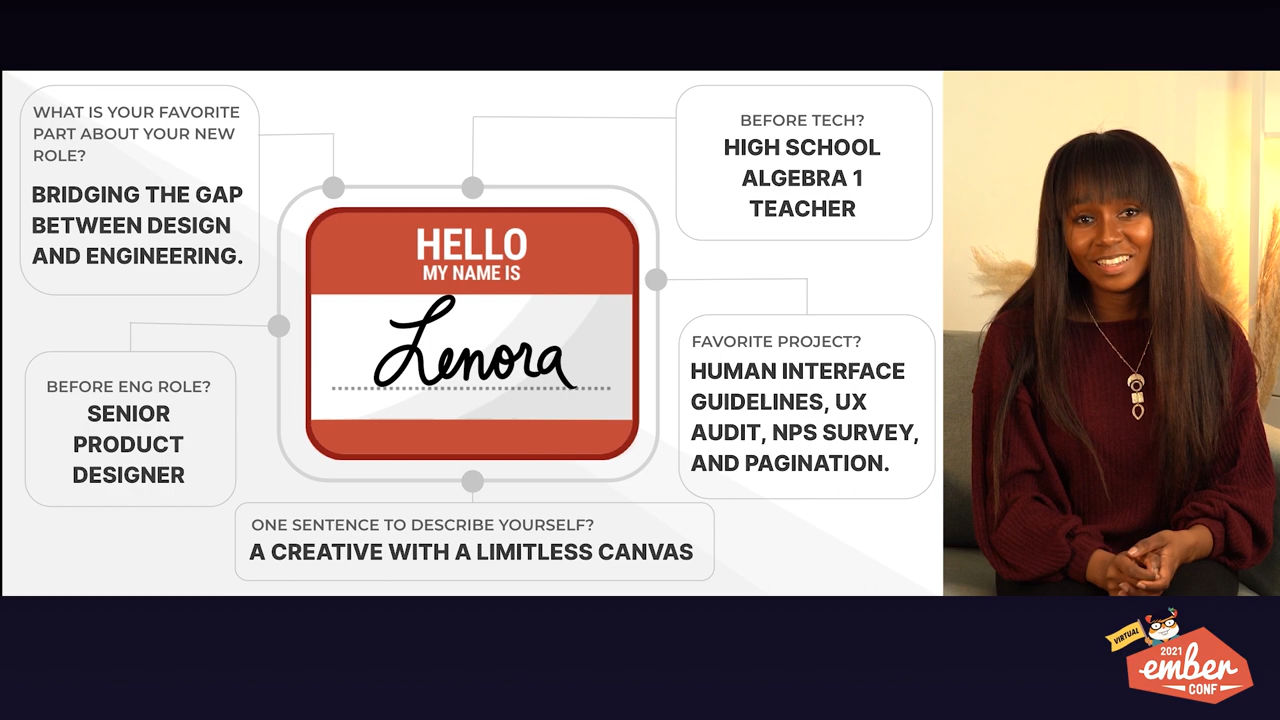 WHAT IS YOUR FAVORITE
PART ABOUT YOUR NEW
ROLE?
BRIDGING THE GAP
BETWEEN DESIGN
AND ENGINEERING.
BEFORE TECH?
HIGH SCHOOL
ALGEBRA 1
TEACHER
HELLO
MY NAME IS
Lenora
FAVORITE PROJECT?
HUMAN INTERFACE
GUIDELINES, UX
AUDIT, NPS SURVEY,
AND PAGINATION.
BEFORE ENG ROLE?
SENIOR
PRODUCT
DESIGNER
ONE SENTENCE TO DESCRIBE YOURSELF?
A CREATIVE WITH A LIMITLESS CANVAS
VIRTUAL
2021
ember
CONF